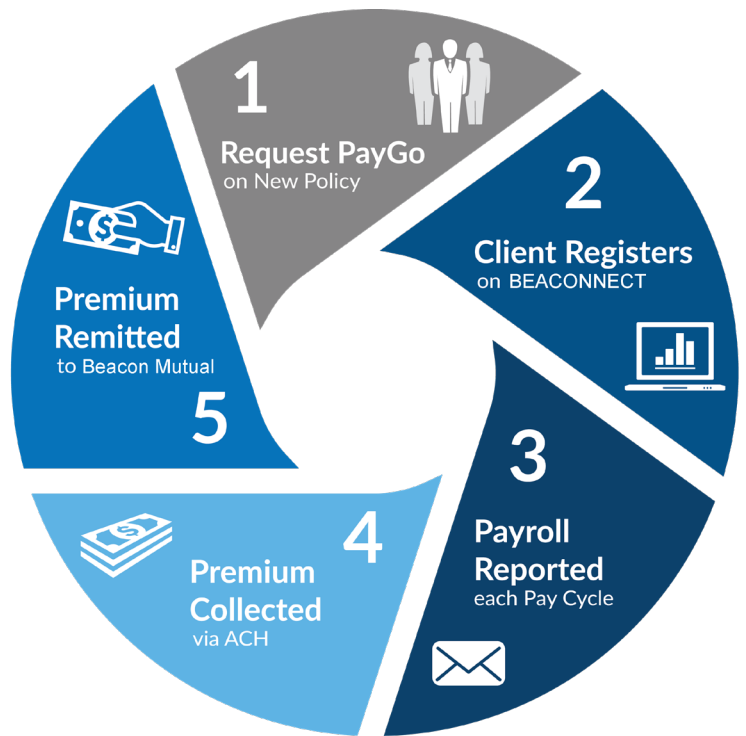 1
Request PayGo
on New Policy
2
Client Registers
on BEACONNECT
3
Payroll
Reported
each Pay Cycle
4
Premium
Collected
via ACH
Premium
Remitted
to Beacon Mutual
5